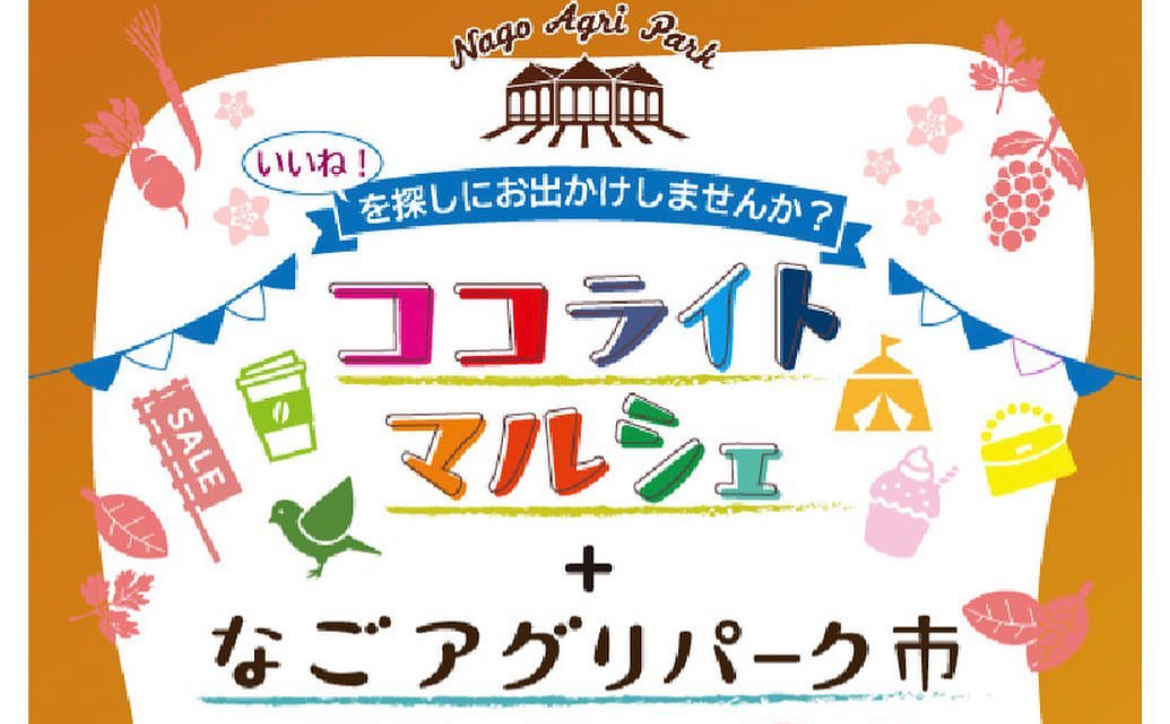 Nago Agri Park
いいね!
を探しにお出かけしませんか?
ココライト
SALE
マルシェ
+
なごアグリパーク市